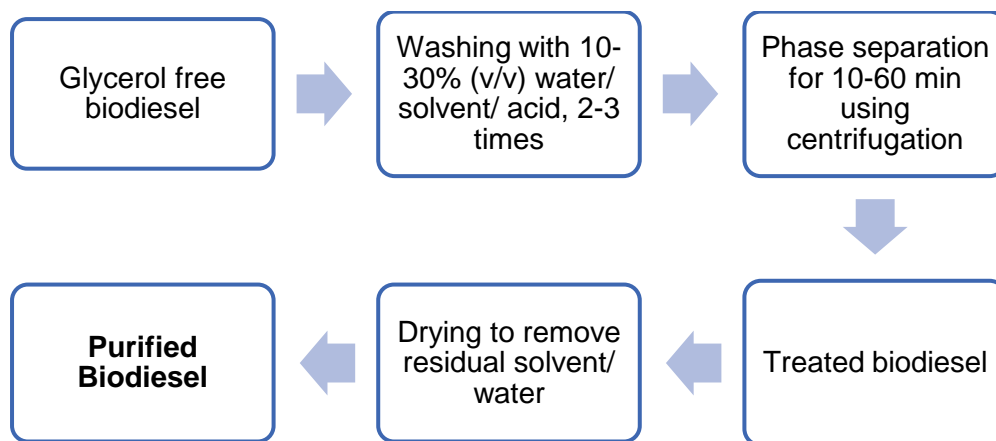 Glycerol free
biodiesel
Washing with 10-
30% (v/v) water/
solvent/ acid, 2-3
times
Phase separation
for 10-60 min
using
centrifugation
Treated biodiesel
Drying to remove
residual solvent/
water
Purified
Biodiesel